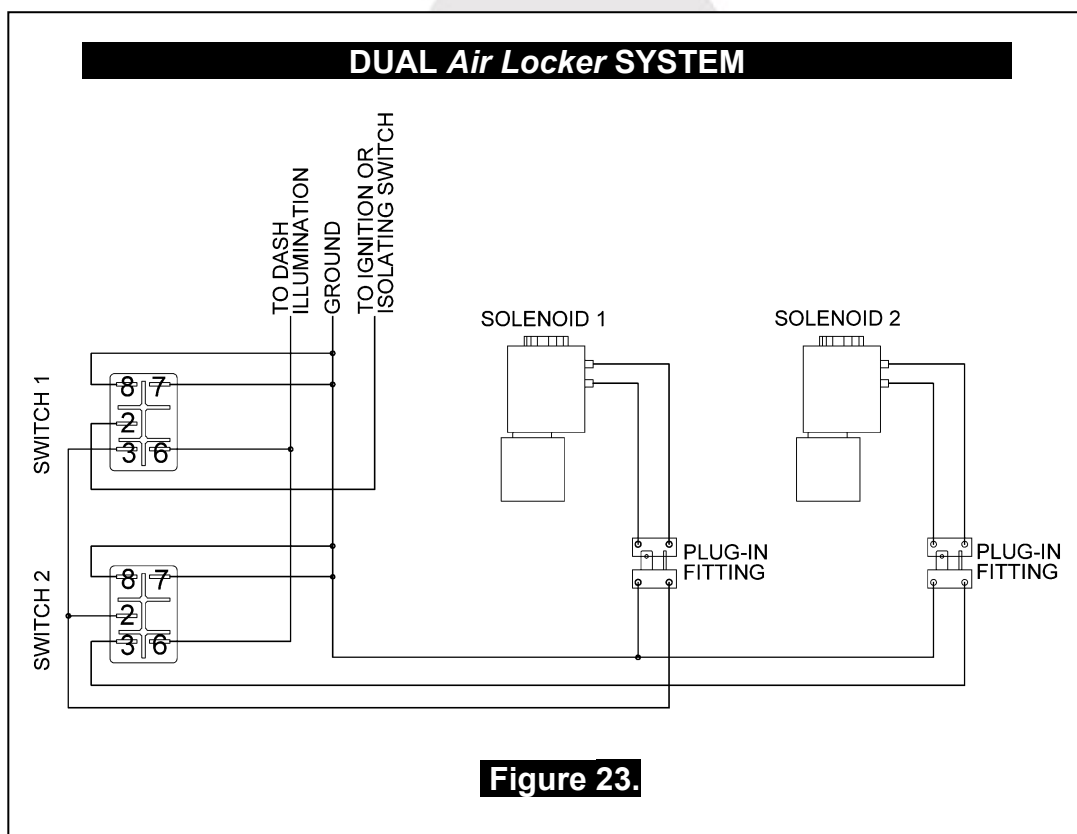 DUAL Air Locker SYSTEM
TO DASH
ILLUMINATION
GROUND
TO IGNITION OR
ISOLATING SWITCH
SOLENOID 1
SOLENOID 2
SWITCH 1
8 7
2
3 6
SWITCH 2
8 7
2
3 6
PLUG-IN
FITTING
PLUG-IN
FITTING
Figure 23.